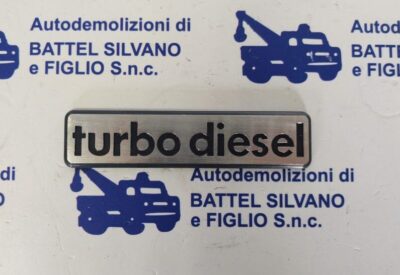 Autodemolizioni di
BATTEL SILVANO
e FIGLIO S.n.c.
Autodemolizioni di
BATTEL SILVANO
e FIGLIO S.n.c.
turbo diesel
Autodemolizioni di
BATTEL SILVANO
e FIGLIO S.n.c.